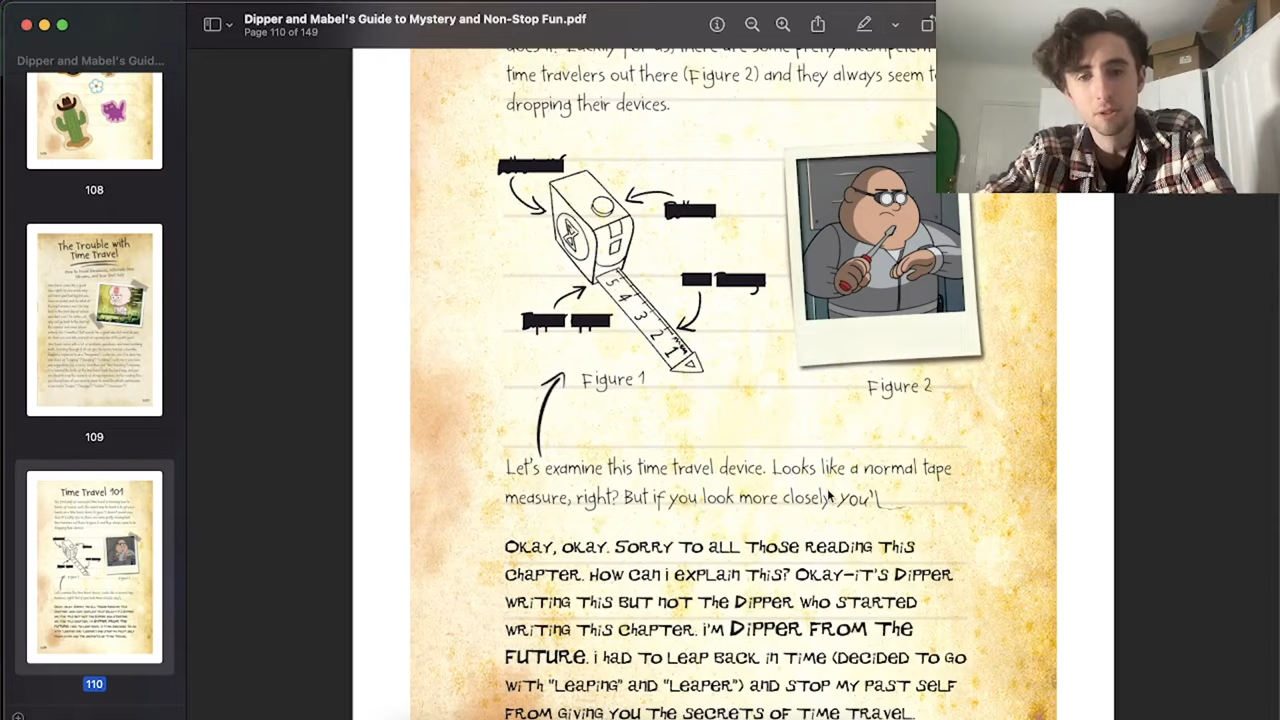 Dipper and Mabel's Guide to Mystery and Non-Stop Fun.pdf
Page 110 of 149
Dipper and Mabel's Guid...
108
The Trouble with
Time Travel
109
Time Travel 101
110
time travelers out there (Figure 2) and they always seem t
dropping their devices.
5 4 3 2 1
Figure 1
Figure 2
Let's examine this time travel device. Looks like a normal tape
measure, right? But if you look more closely, you'l
OKAY, OKAY. SORRY TO ALL THOSE READING THIS
CHAPTER. HOW CAN I EXPLAIN THIS? OKAY—IT'S DIPPER
WRITING THIS BUT NOT THE DIPPER WHO STARTED
WRITING THIS CHAPTER. I'M DIPPER FROM THE
FUTURE. I HAD TO LEAP BACK IN TIME (DECIDED TO GO
WITH "LEAPING" AND "LEAPER") AND STOP MY PAST SELF
FROM GIVING YOU THE SECRETS OF TIME TRAVEL.